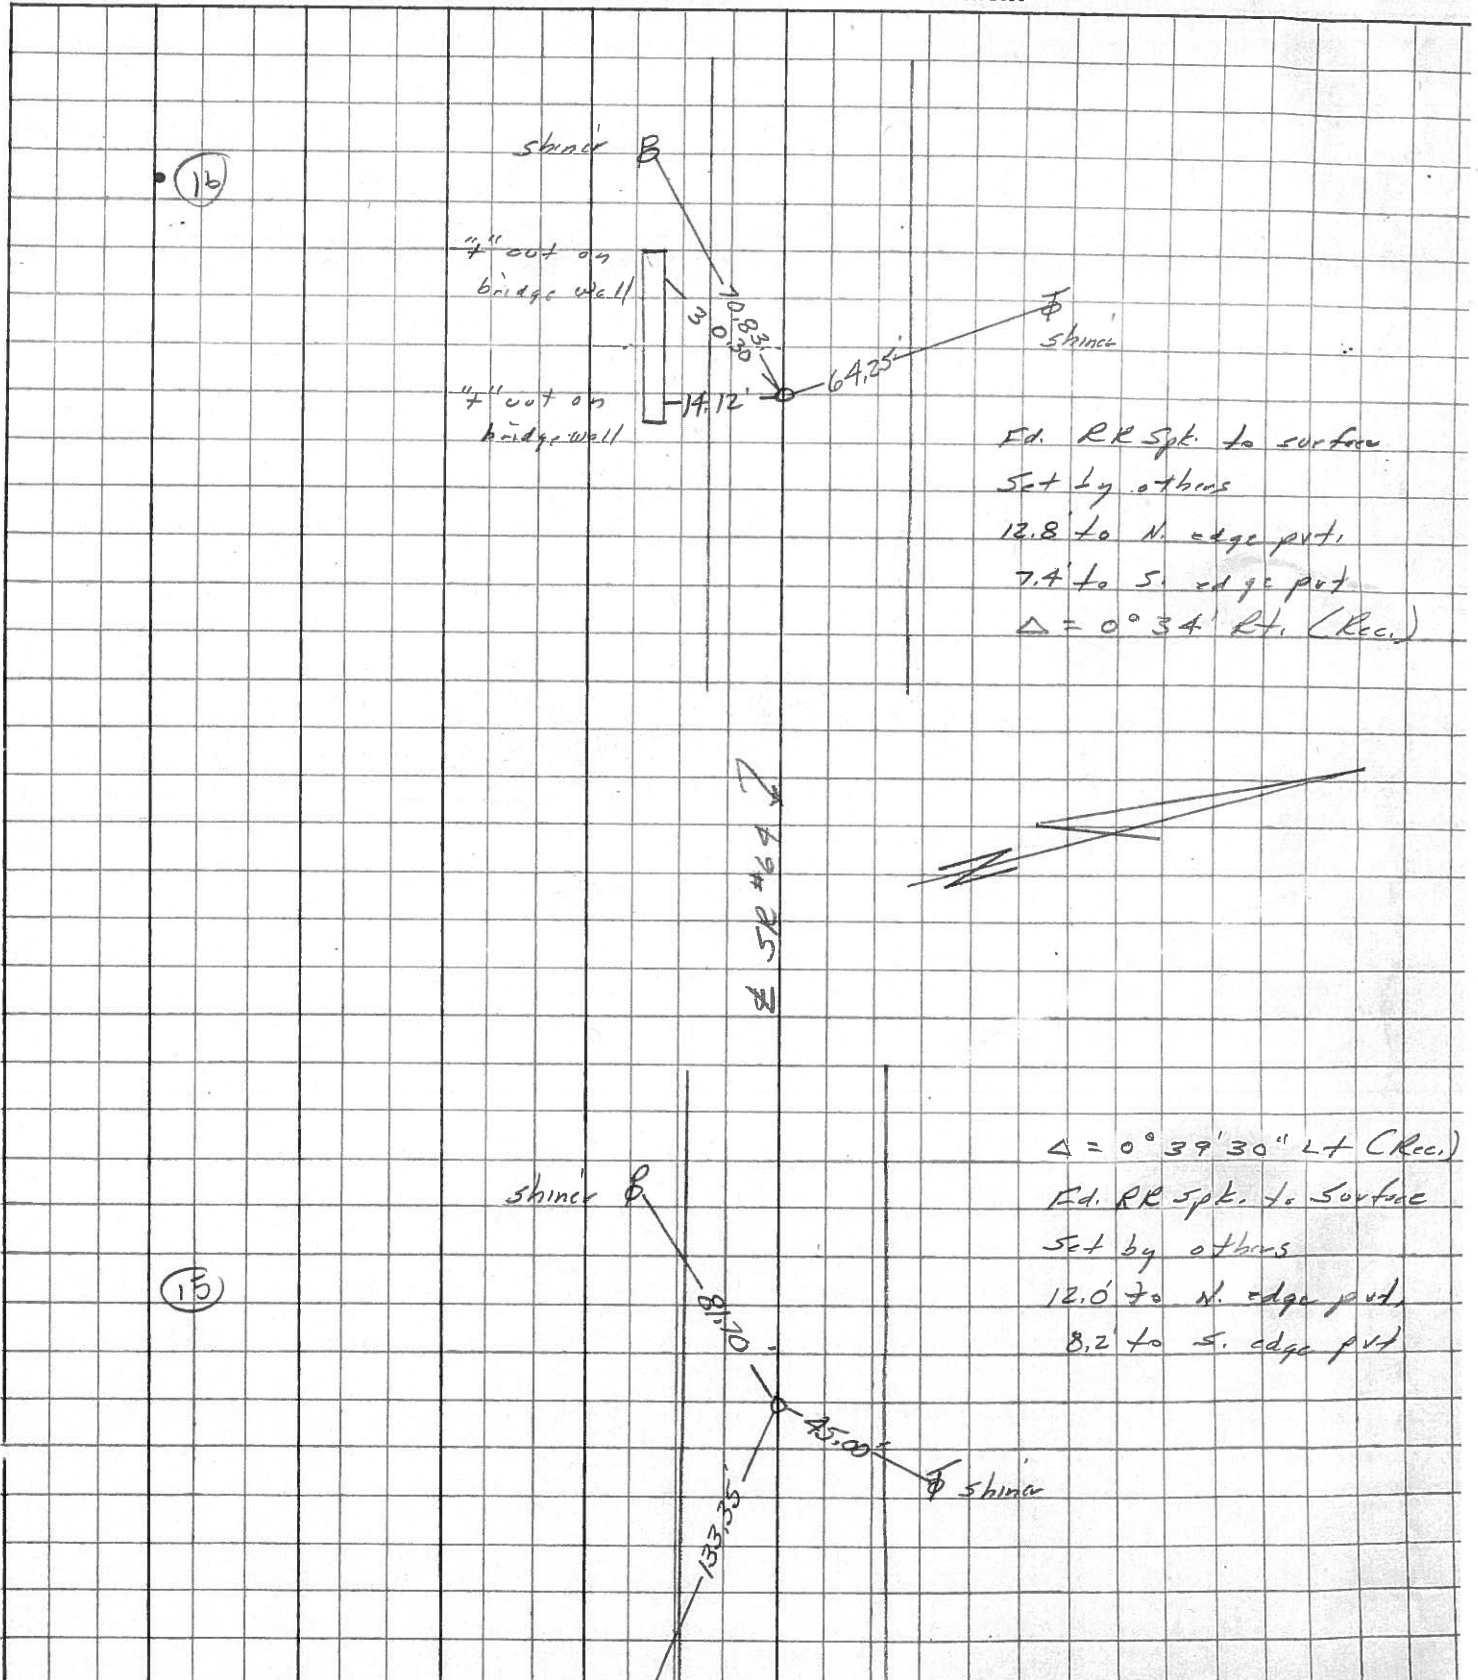 shiner
16
"+" cut on
bridge wall
70.83'
30.30
shiner
64.25'
"+" cut on
bridge wall
14.12'
Fd. RR Spk. to surface
Set by others
12.8' to N. edge pvt.
7.4' to S. edge pvt
Δ = 0° 34' Rt. (Rec.)
SR #64
N
Δ = 0° 39' 30" Lt (Rec.)
shiner
Fd. RR Spk. to Surface
Set by others
15
12.0' to N. edge pvt.
8.2' to S. edge pvt
81.70'
45.00'
shiner
133.35'